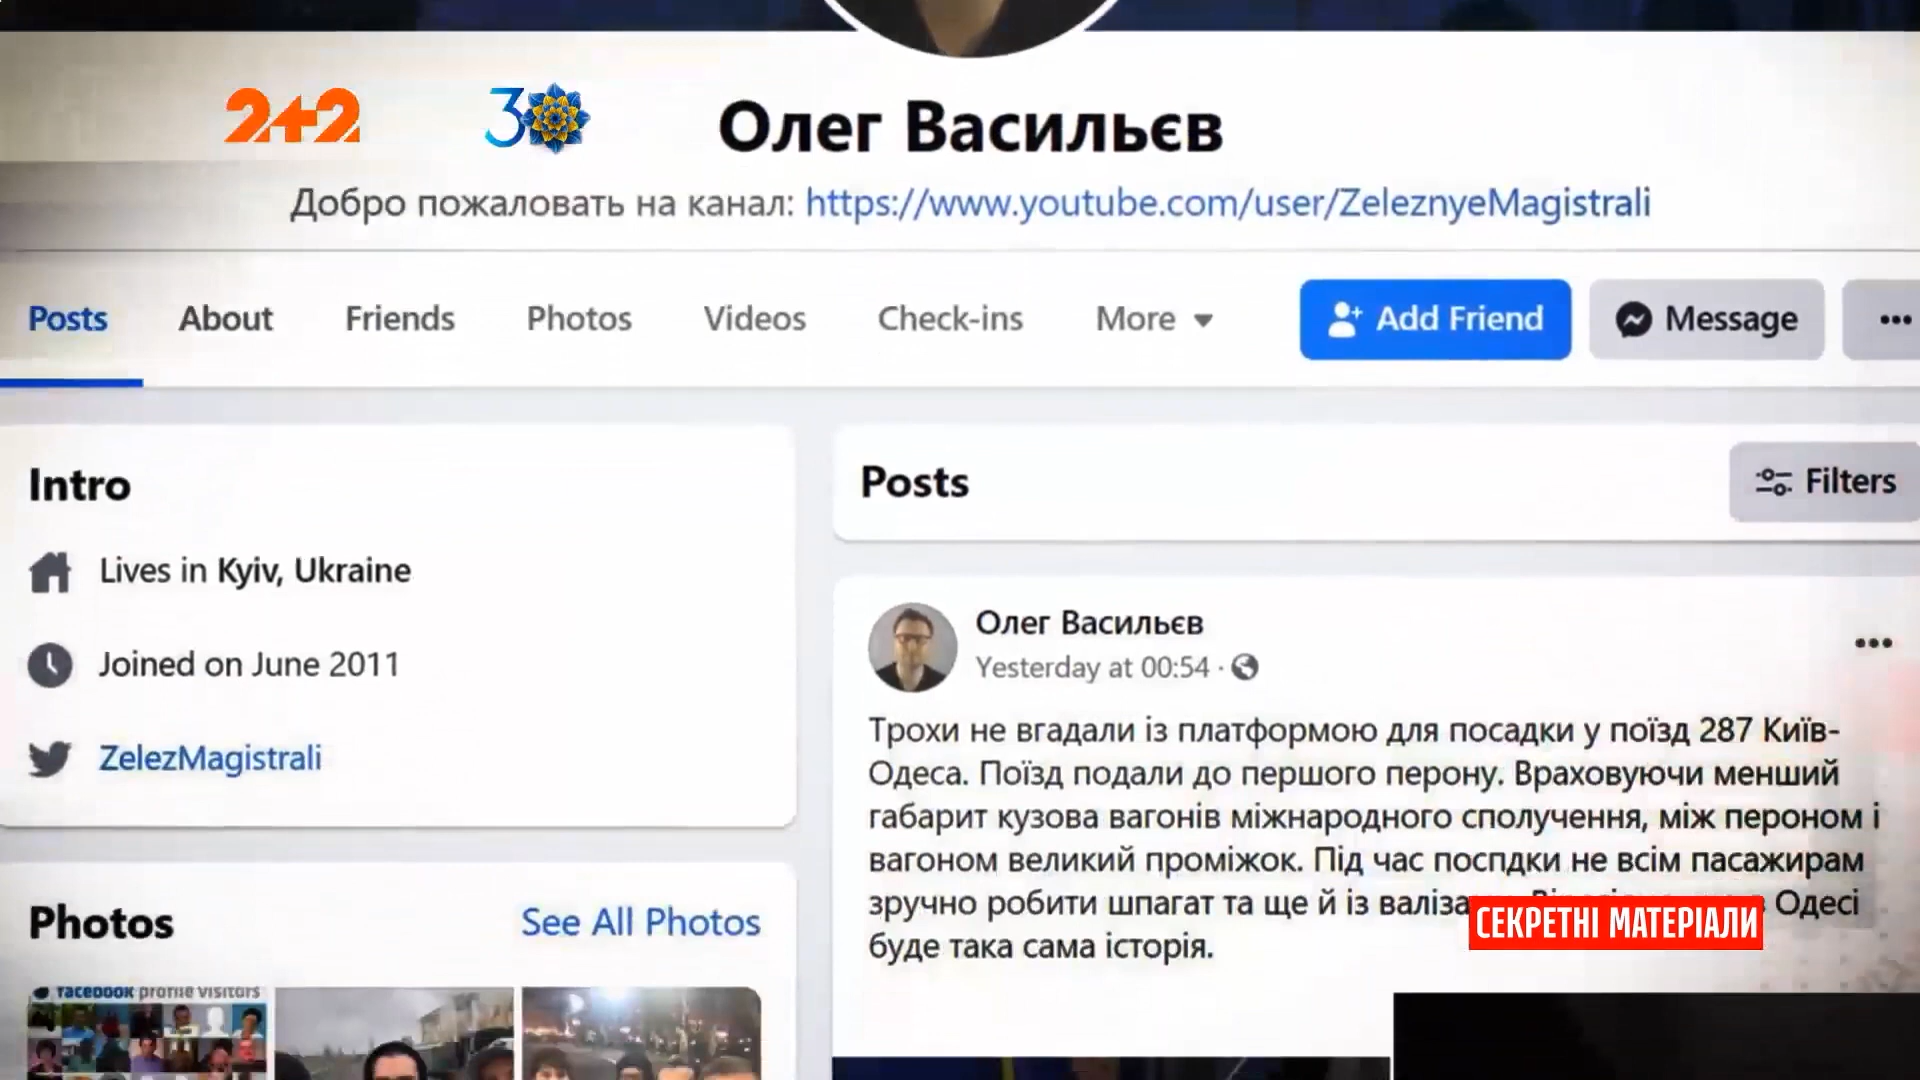 2+2
30
Олег Васильєв
Добро пожаловать на канал: https://www.youtube.com/user/ZeleznyeMagistrali
Posts About Friends Photos Videos Check-ins More Add Friend Message
Intro
Lives in Kyiv, Ukraine
Joined on June 2011
ZelezMagistrali
Photos See All Photos
facebook profile visitors
Posts Filters
Олег Васильєв
Yesterday at 00:54 ·
Трохи не вгадали із платформою для посадки у поїзд 287 Київ-
Одеса. Поїзд подали до першого перону. Враховуючи менший
габарит кузова вагонів міжнародного сполучення, між пероном і
вагоном великий проміжок. Під час поспдки не всім пасажирам
зручно робити шпагат та ще й із Одесі
буде така сама історія.
СЕКРЕТНІ МАТЕРІАЛИ